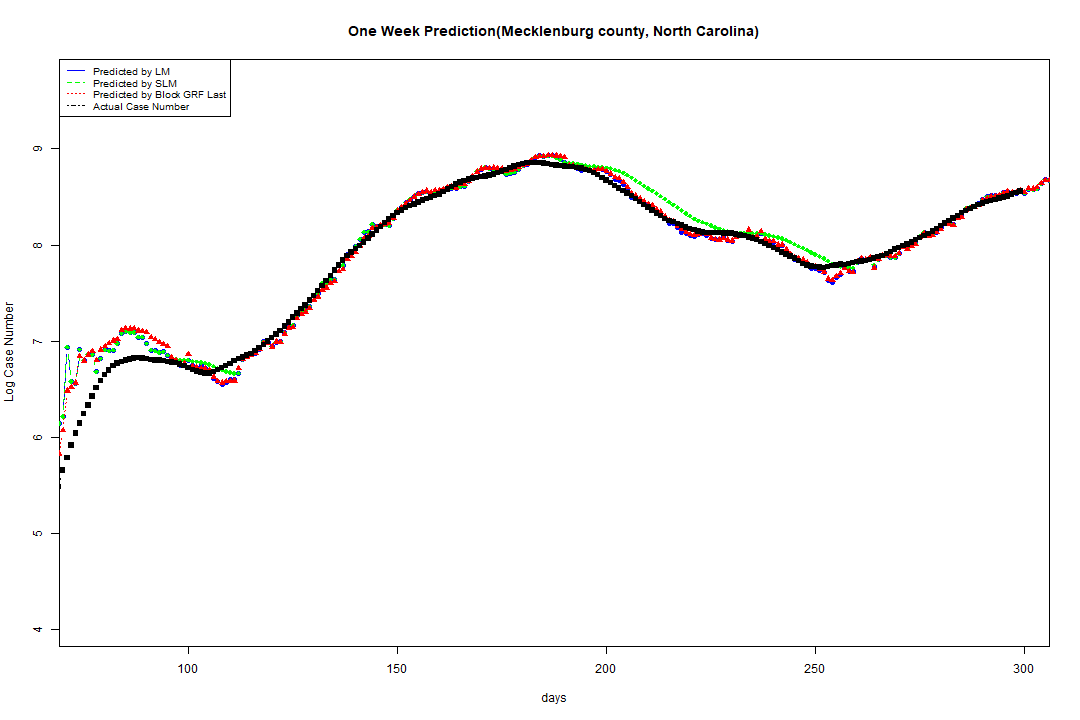 One Week Prediction(Mecklenburg county, North Carolina)
Predicted by LM
Predicted by SLM
Predicted by Block GRF Last
Actual Case Number
Log Case Number
9
8
7
6
5
4
100 150 200 250 300
days